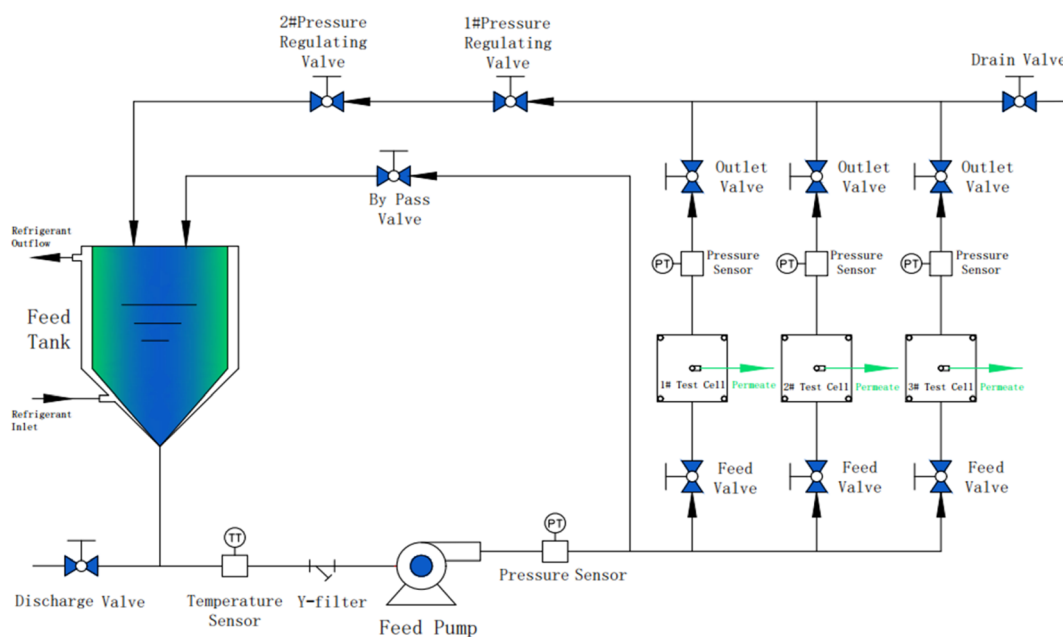 2#Pressure
Regulating
Valve
1#Pressure
Regulating
Valve
Drain Valve
By Pass
Valve
Outlet
Valve
Outlet
Valve
Outlet
Valve
Refrigerant
Outflow
PT
Pressure
Sensor
PT
Pressure
Sensor
PT
Pressure
Sensor
Feed
Tank
1# Test Cell
Permeate
2# Test Cell
Permeate
3# Test Cell
Permeate
Refrigerant
Inlet
Feed
Valve
Feed
Valve
Feed
Valve
TT
PT
Discharge Valve
Temperature
Sensor
Y-filter
Feed Pump
Pressure Sensor